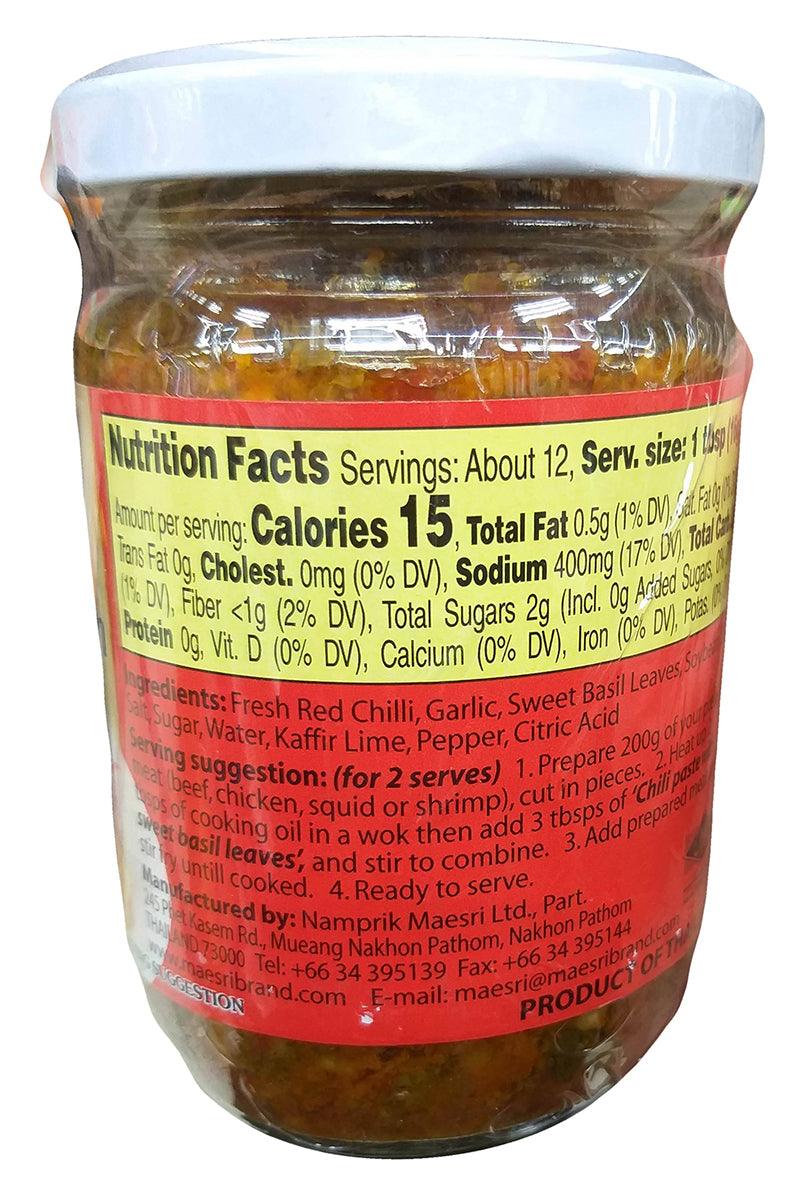 Nutrition Facts Servings: About 12, Serv. size: 1 tbsp
Amount per serving: Calories 15, Total Fat 0.5g (1% DV), Sat. Fat 0g
Trans Fat 0g, Cholest. 0mg (0% DV), Sodium 400mg (17% DV), Total
(1% DV), Fiber <1g (2% DV), Total Sugars 2g (Incl. 0g Added Sugars,
Protein 0g, Vit. D (0% DV), Calcium (0% DV), Iron (0% DV), Potas.
Ingredients: Fresh Red Chilli, Garlic, Sweet Basil Leaves,
Salt, Sugar, Water, Kaffir Lime, Pepper, Citric Acid
Serving suggestion: (for 2 serves) 1. Prepare 200g of your
meat (beef, chicken, squid or shrimp), cut in pieces. 2. Heat up
tbsps of cooking oil in a wok then add 3 tbsps of 'Chili paste
sweet basil leaves', and stir to combine. 3. Add prepared
stir fry untill cooked. 4. Ready to serve.
Manufactured by: Namprik Maesri Ltd., Part.
245 Phet Kasem Rd., Mueang Nakhon Pathom, Nakhon Pathom
THAILAND 73000 Tel: +66 34 395139 Fax: +66 34 395144
www.maesribrand.com E-mail: maesri@maesribrand.com
SUGGESTION
PRODUCT OF